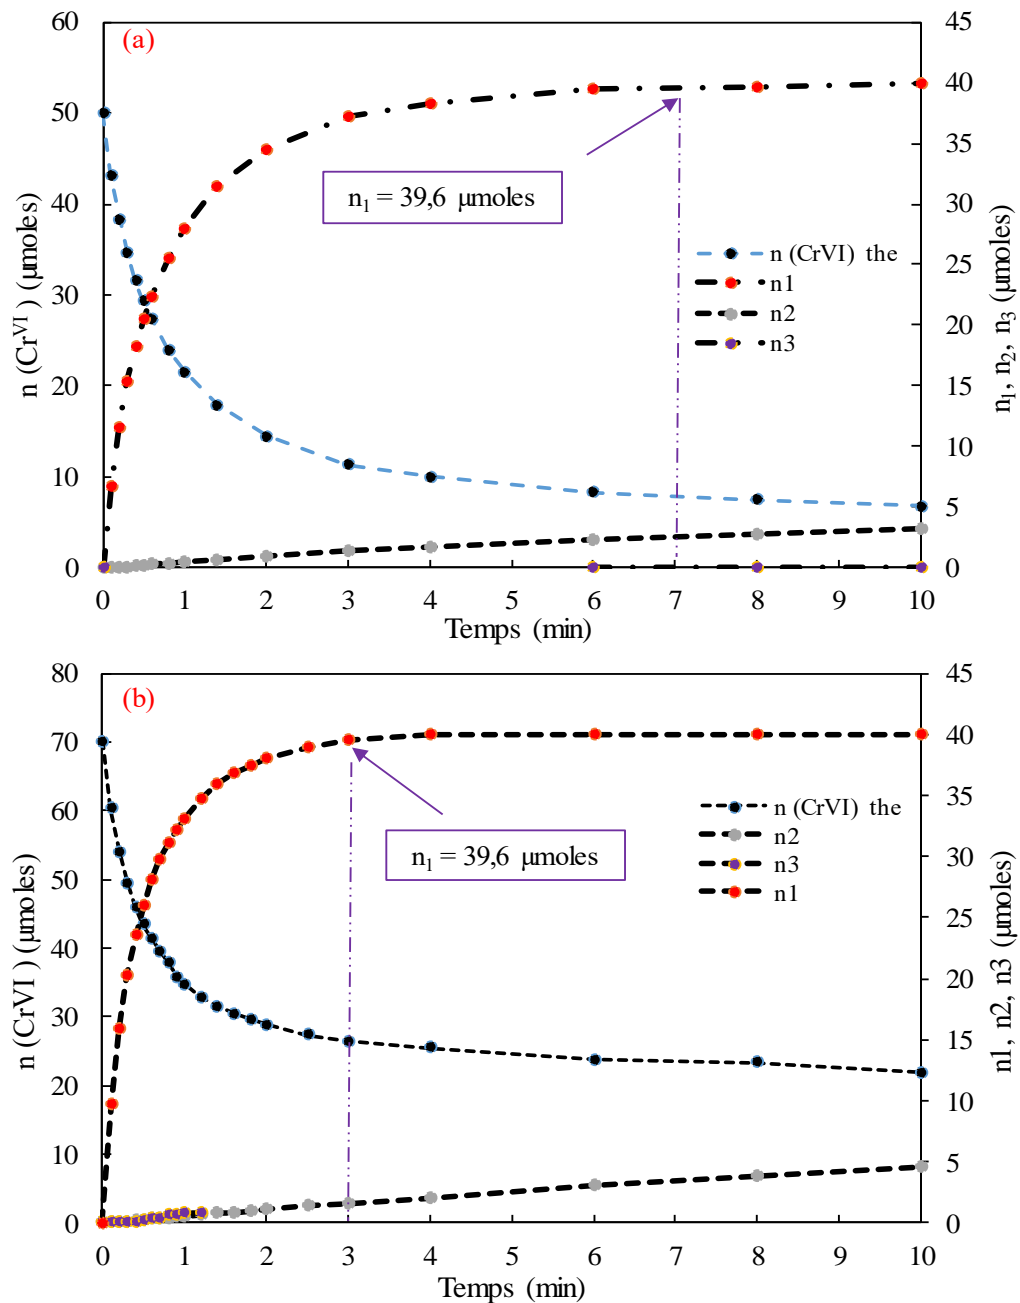 (a)
60
50
40
30
20
10
0
n (Cr^VI) (µmoles)
45
40
35
30
25
20
15
10
5
0
n₁, n₂, n₃ (µmoles)
n₁ = 39,6 µmoles
n (CrVI) the
n1
n2
n3
0 1 2 3 4 5 6 7 8 9 10
Temps (min)
(b)
80
70
60
50
40
30
20
10
0
n ((CrVI ) (µmoles)
45
40
35
30
25
20
15
10
5
0
n1, n2, n3 (µmoles)
n₁ = 39,6 µmoles
n (CrVI) the
n2
n3
n1
0 1 2 3 4 5 6 7 8 9 10
Temps (min)